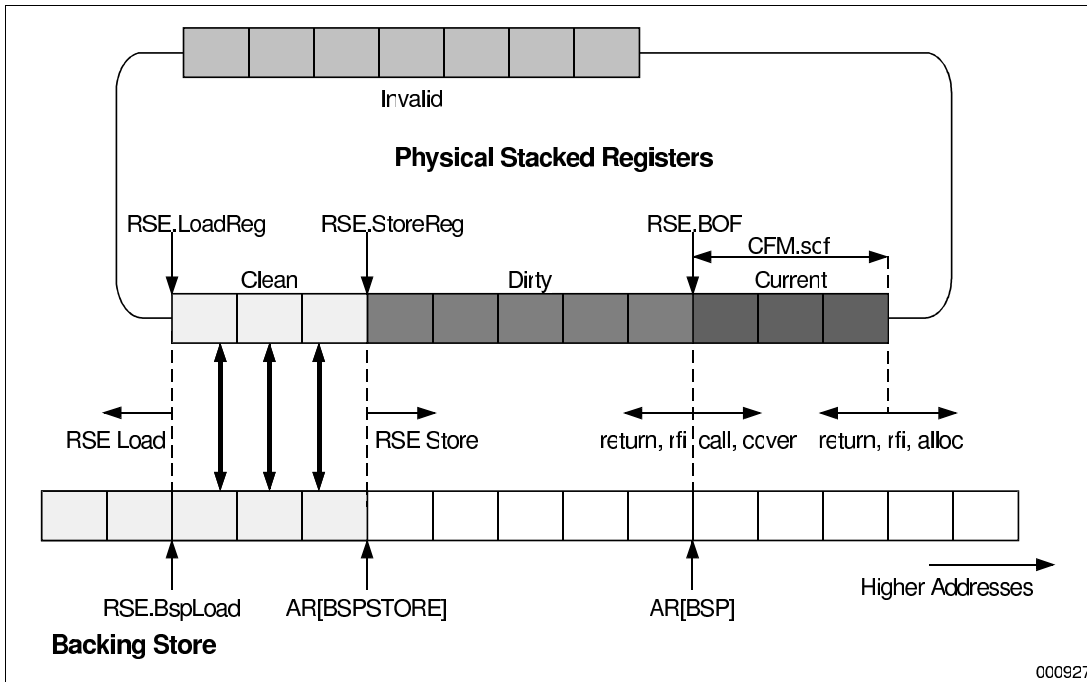 Invalid
Physical Stacked Registers
RSE.LoadReg
RSE.StoreReg
RSE.BOF
CFM.sof
Clean
Dirty
Current
RSE Load
RSE Store
return, rfi
call, cover
return, rfi, alloc
Higher Addresses
RSE.BspLoad
AR[BSPSTORE]
AR[BSP]
Backing Store
000927